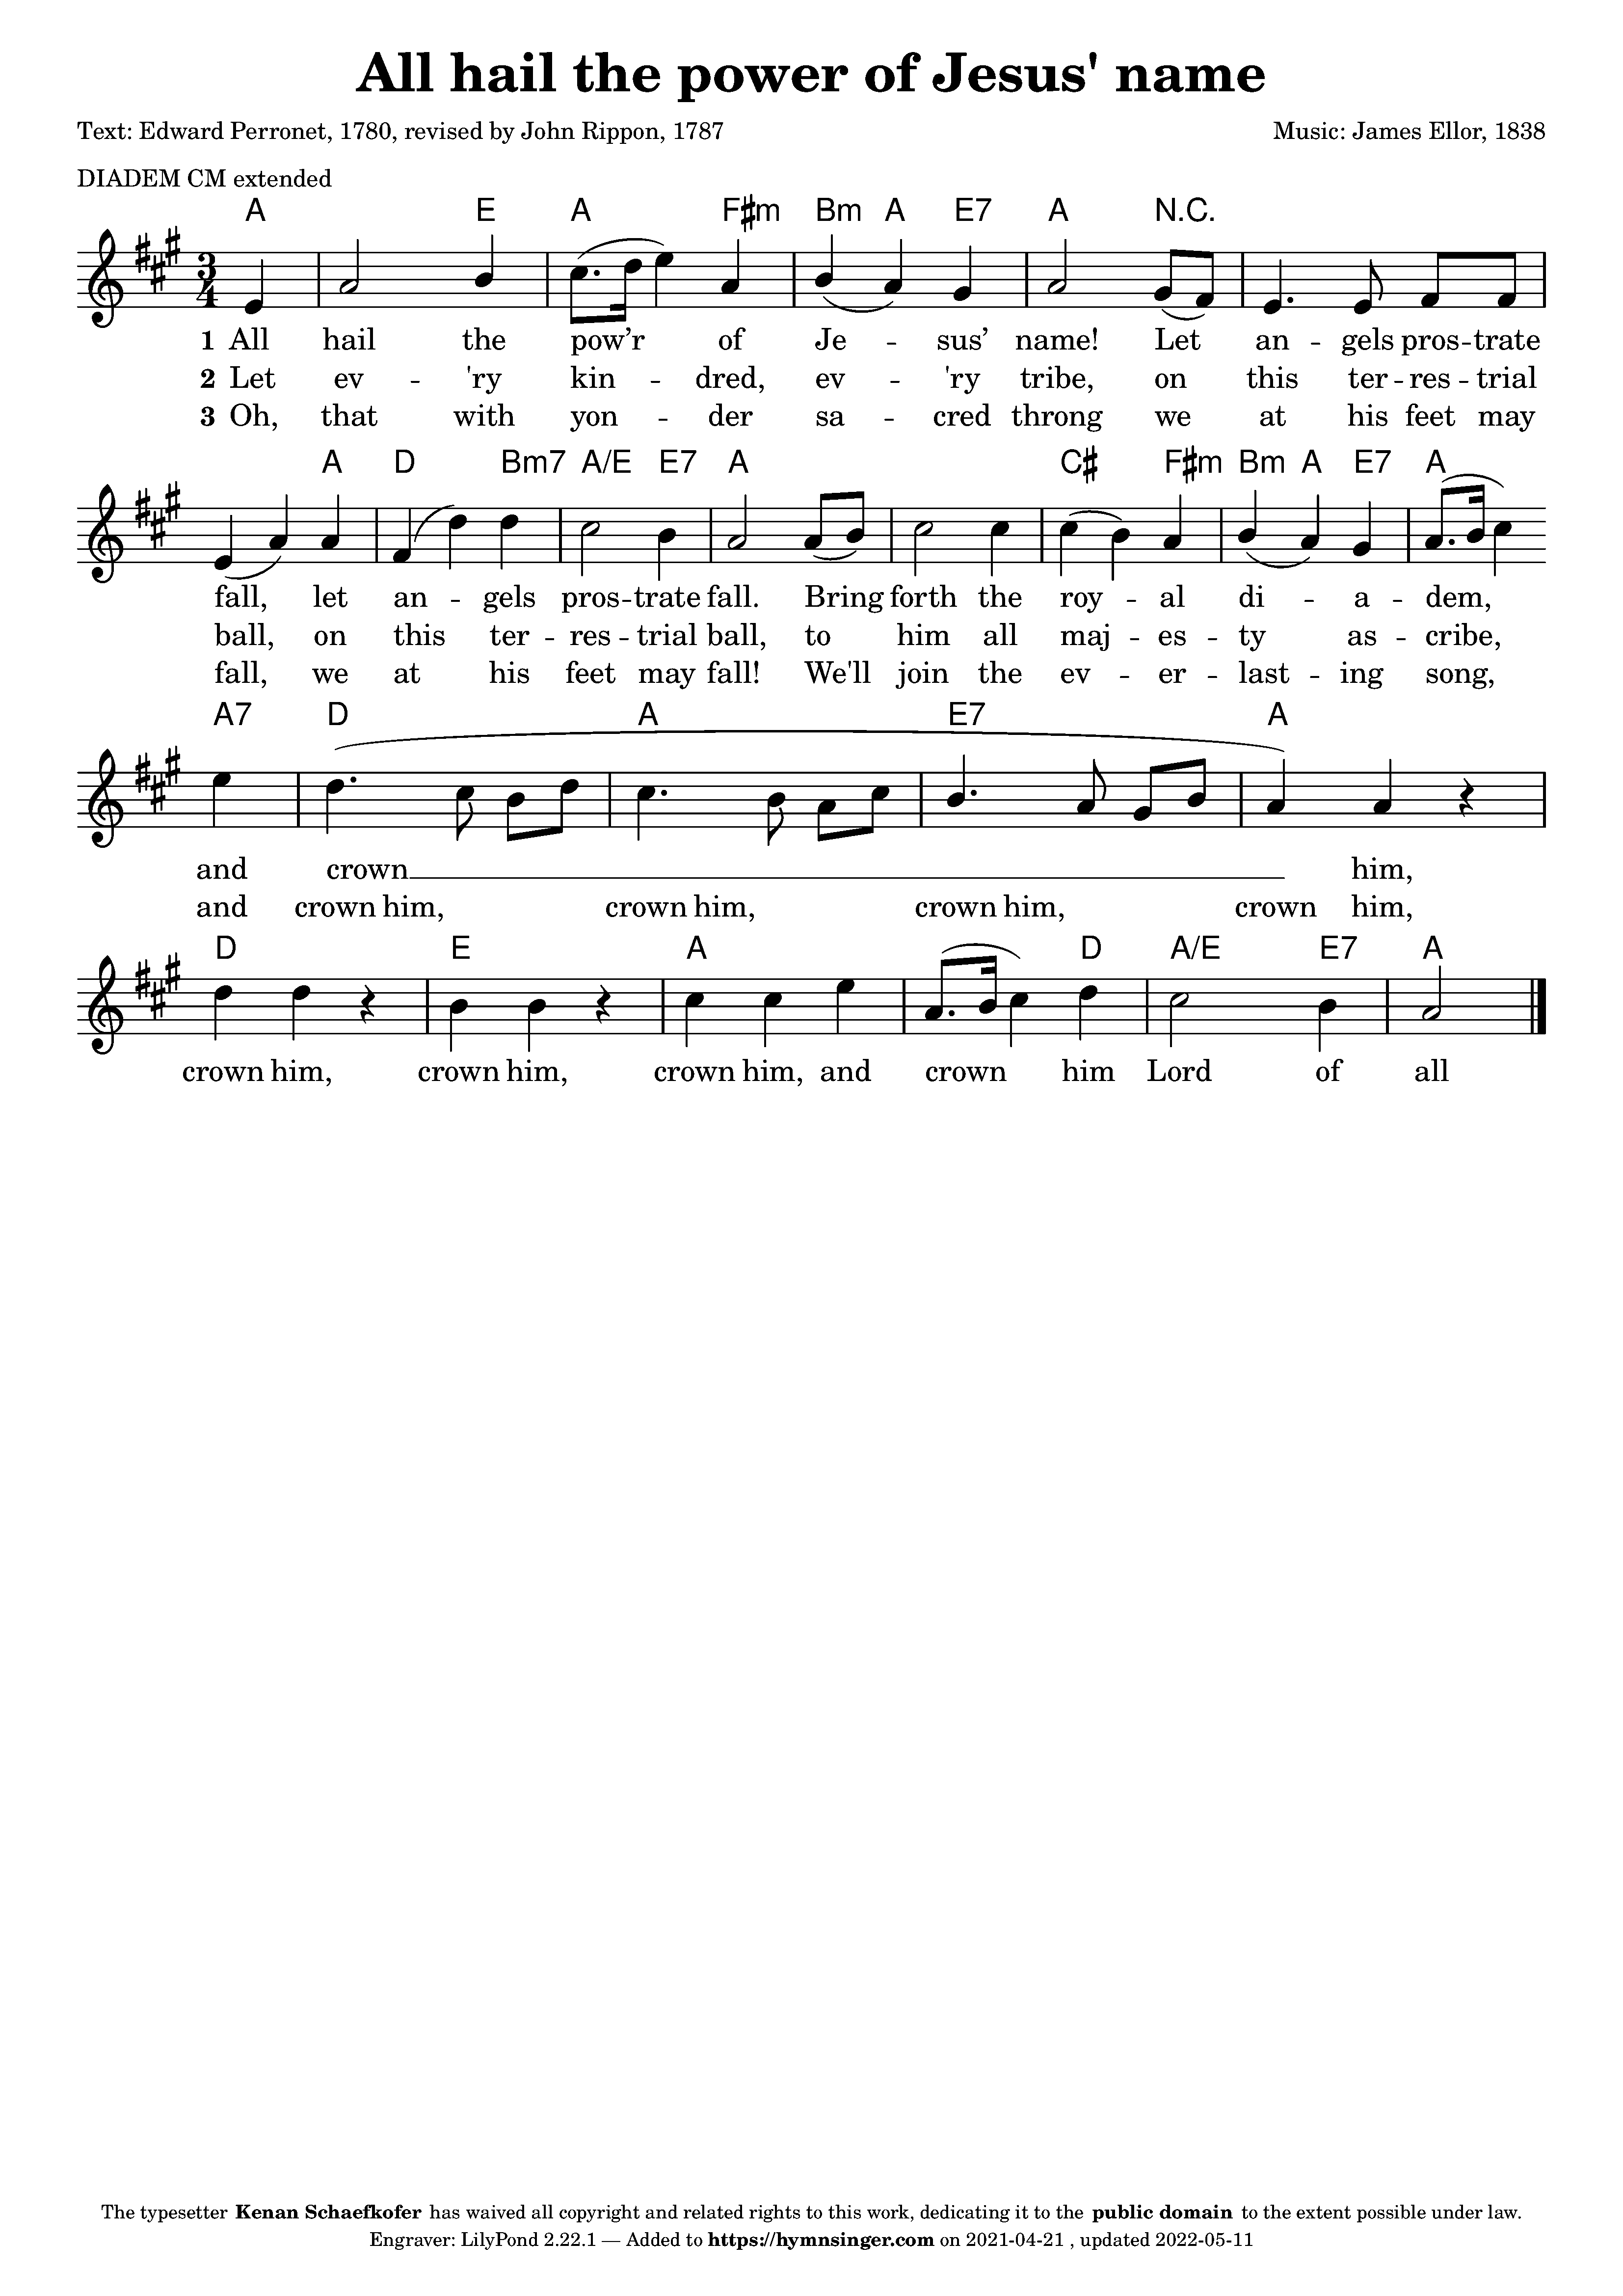 All hail the power of Jesus' name
Text: Edward Perronet, 1780, revised by John Rippon, 1787 Music: James Ellor, 1838
DIADEM CM extended
A E A F♯m Bm A E7 A N.C.
3
4
1 All hail the pow’r of Je -- sus’ name! Let an -- gels pros -- trate
2 Let ev -- 'ry kin -- dred, ev -- 'ry tribe, on this ter -- res -- trial
3 Oh, that with yon -- der sa -- cred throng we at his feet may
A D Bm7 A/E E7 A C♯ F♯m Bm A E7 A
fall, let an -- gels pros -- trate fall. Bring forth the roy -- al di -- a -- dem,
ball, on this ter -- res -- trial ball, to him all maj -- es -- ty as -- cribe,
fall, we at his feet may fall! We'll join the ev -- er -- last -- ing song,
A7 D A E7 A
and crown __ him,
and crown him, crown him, crown him, crown him,
D E A D A/E E7 A
crown him, crown him, crown him, and crown him Lord of all
The typesetter Kenan Schaefkofer has waived all copyright and related rights to this work, dedicating it to the public domain to the extent possible under law.
Engraver: LilyPond 2.22.1 — Added to https://hymnsinger.com on 2021-04-21 , updated 2022-05-11